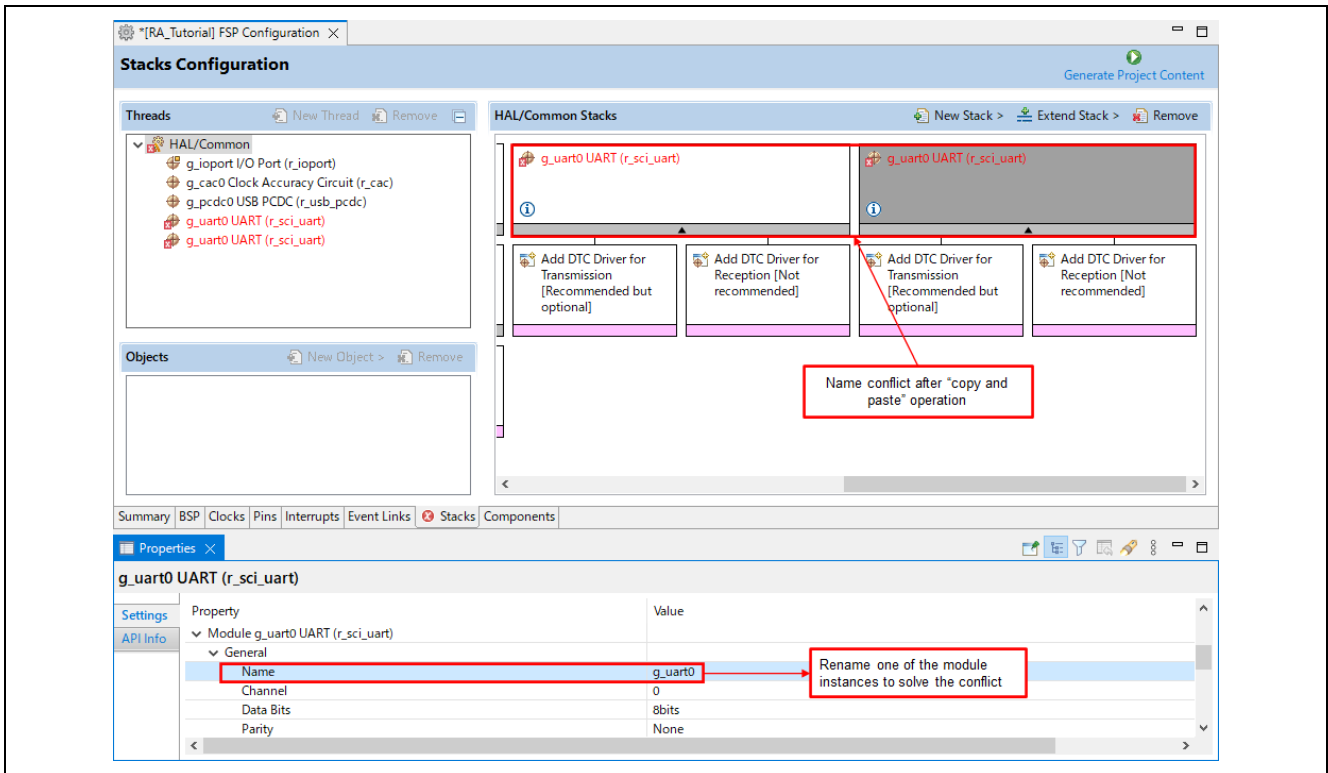 *[RA_Tutorial] FSP Configuration
Stacks Configuration
Generate Project Content
Threads
New Thread
Remove
HAL/Common Stacks
New Stack >
Extend Stack >
Remove
HAL/Common
g_ioport I/O Port (r_ioport)
g_cac0 Clock Accuracy Circuit (r_cac)
g_pcdc0 USB PCDC (r_usb_pcdc)
g_uart0 UART (r_sci_uart)
g_uart0 UART (r_sci_uart)
g_uart0 UART (r_sci_uart)
g_uart0 UART (r_sci_uart)
Add DTC Driver for
Transmission
[Recommended but
optional]
Add DTC Driver for
Reception [Not
recommended]
Add DTC Driver for
Transmission
[Recommended but
optional]
Add DTC Driver for
Reception [Not
recommended]
Name conflict after “copy and
paste” operation
Objects
New Object >
Remove
Summary
BSP
Clocks
Pins
Interrupts
Event Links
Stacks
Components
Properties
g_uart0 UART (r_sci_uart)
Settings
API Info
Property
Value
Module g_uart0 UART (r_sci_uart)
General
Name
g_uart0
Channel
0
Data Bits
8bits
Parity
None
Rename one of the module
instances to solve the conflict